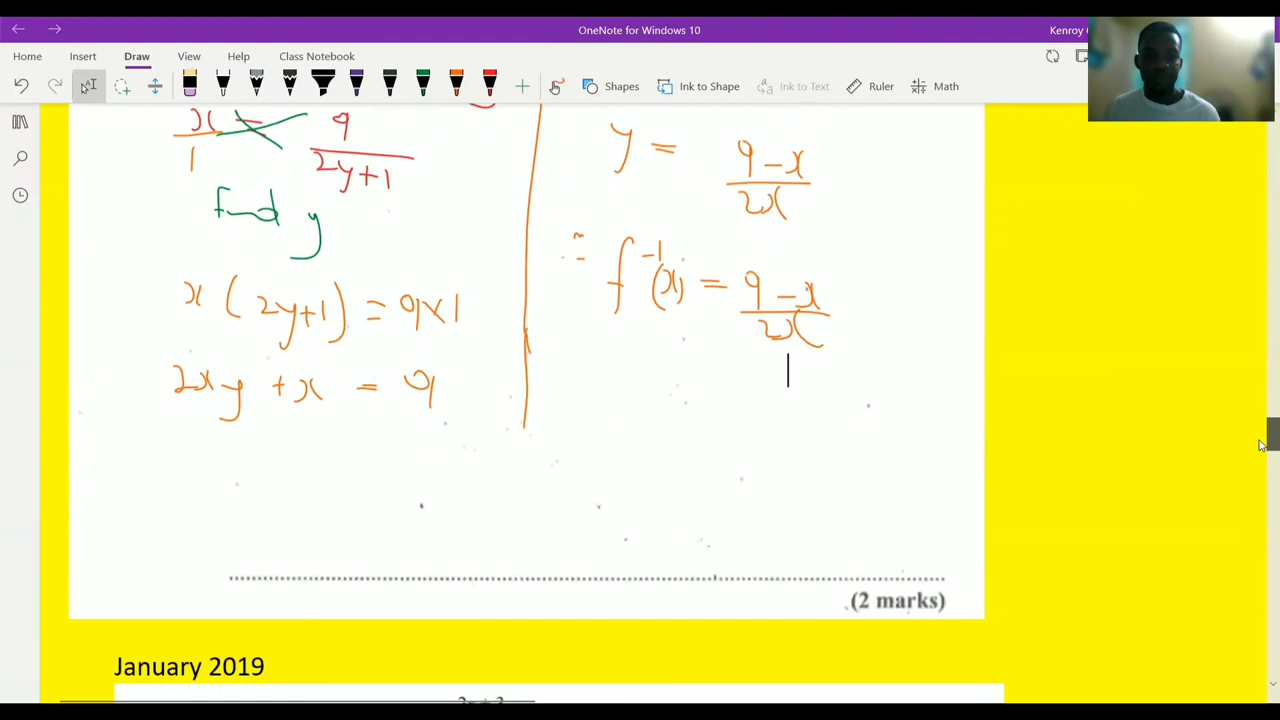 OneNote for Windows 10
Kenroy
Home Insert Draw View Help Class Notebook
Shapes Ink to Shape Ink to Text Ruler Math
x/1 = 9/(2y+1)
Find y
x(2y+1) = 9×1
2xy + x = 9
y = (9-x)/2x
∴ f⁻¹(x) = (9-x)/2x
(2 marks)
January 2019